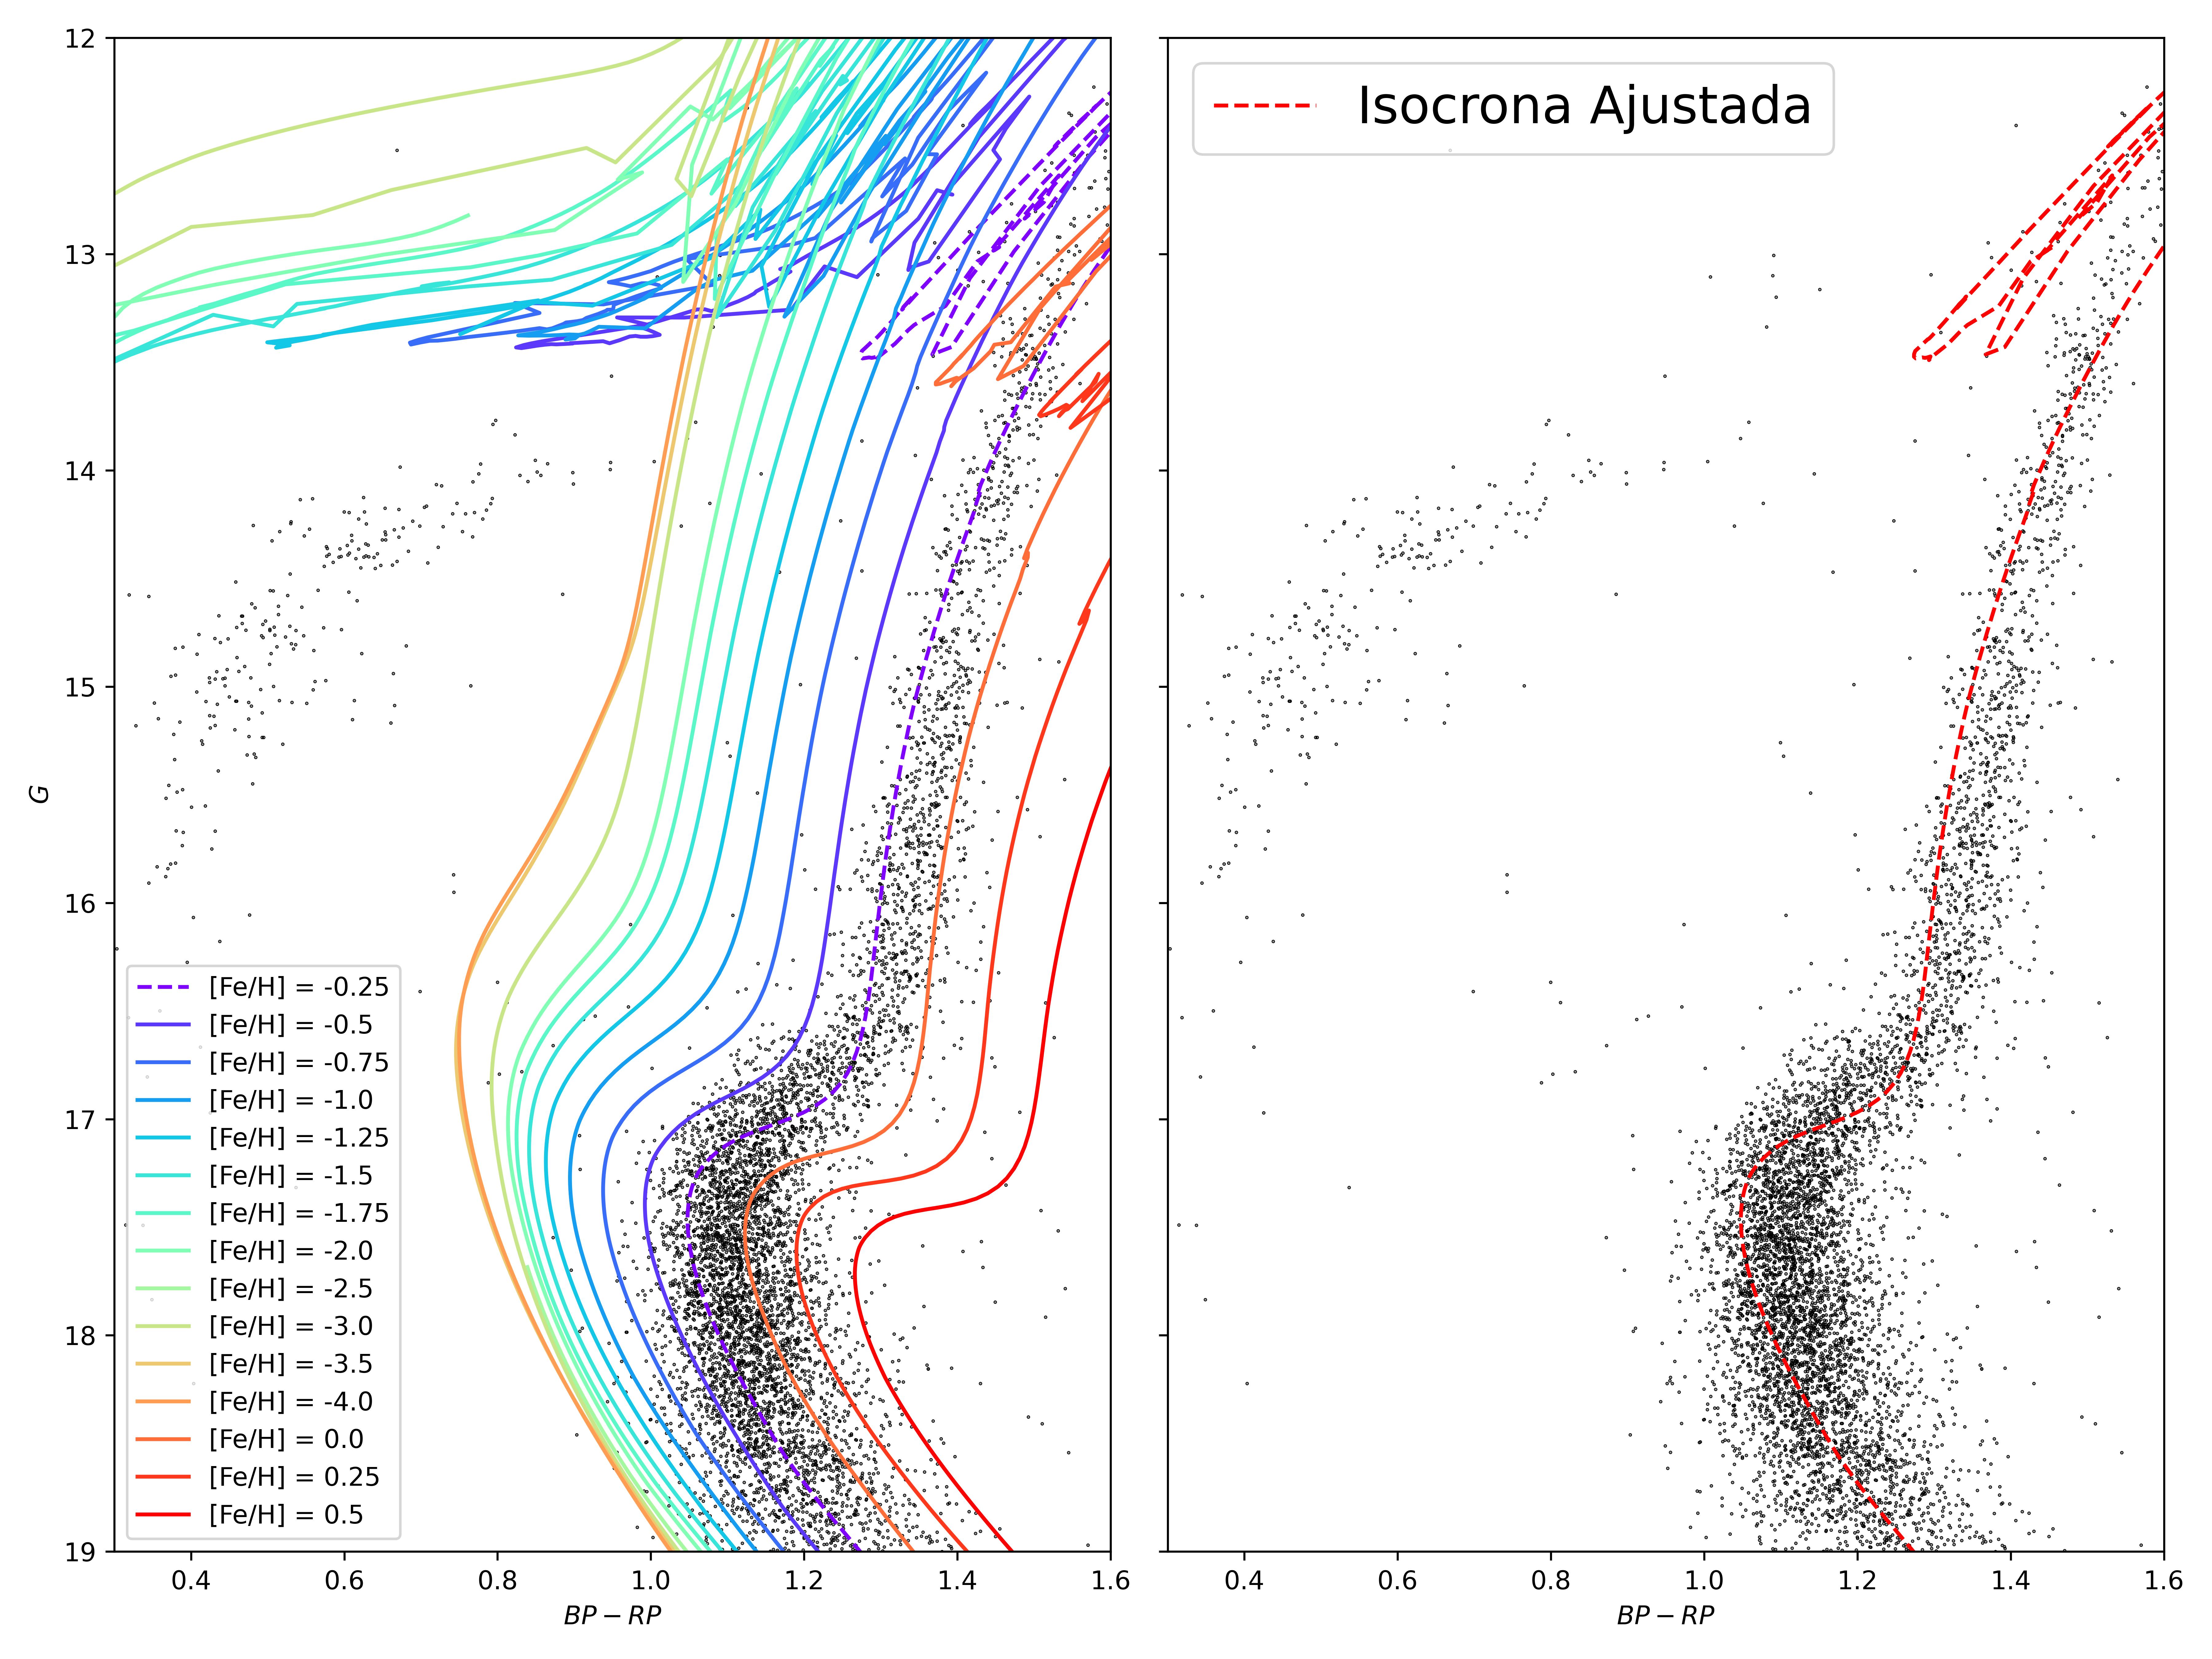 12
13
14
15
16
17
18
19
G
[Fe/H] = -0.25
[Fe/H] = -0.5
[Fe/H] = -0.75
[Fe/H] = -1.0
[Fe/H] = -1.25
[Fe/H] = -1.5
[Fe/H] = -1.75
[Fe/H] = -2.0
[Fe/H] = -2.5
[Fe/H] = -3.0
[Fe/H] = -3.5
[Fe/H] = -4.0
[Fe/H] = 0.0
[Fe/H] = 0.25
[Fe/H] = 0.5
0.4 0.6 0.8 1.0 1.2 1.4 1.6
BP − RP
Isocrona Ajustada
0.4 0.6 0.8 1.0 1.2 1.4 1.6
BP − RP